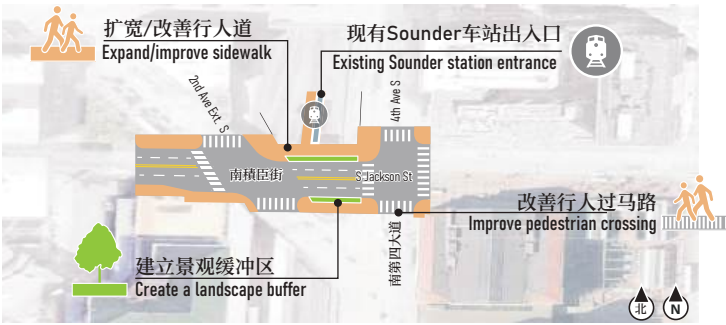 扩宽/改善行人道
Expand/improve sidewalk
现有Sounder车站出入口
Existing Sounder station entrance
2nd Ave Ext. S
4th Ave S
南積臣街
S Jackson St
改善行人过马路
Improve pedestrian crossing
南第四大道
建立景观缓冲区
Create a landscape buffer
北
N